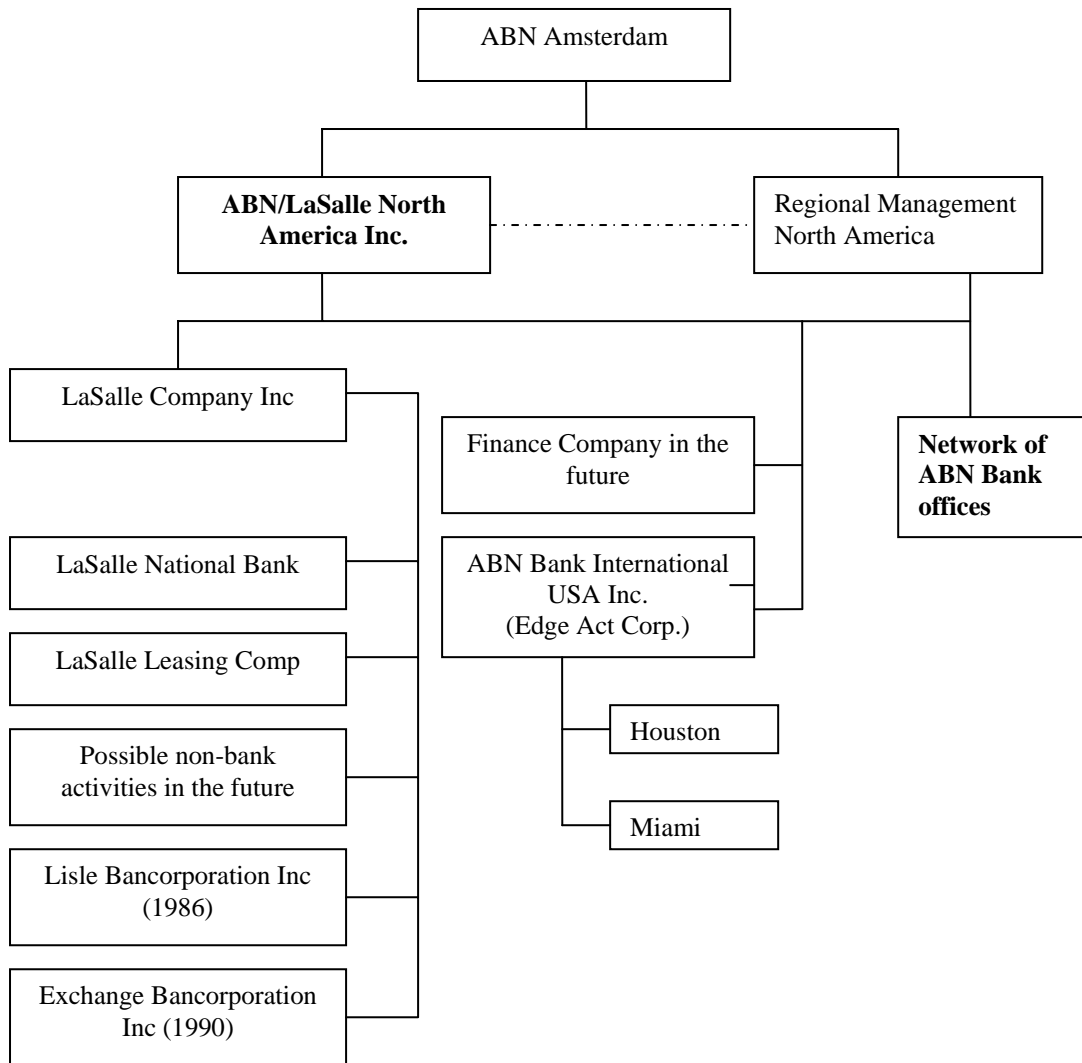 ABN Amsterdam
ABN/LaSalle North
America Inc.
Regional Management
North America
LaSalle Company Inc
Finance Company in the
future
Network of
ABN Bank
offices
LaSalle National Bank
ABN Bank International
USA Inc.
(Edge Act Corp.)
LaSalle Leasing Comp
Houston
Possible non-bank
activities in the future
Miami
Lisle Bancorporation Inc
(1986)
Exchange Bancorporation
Inc (1990)